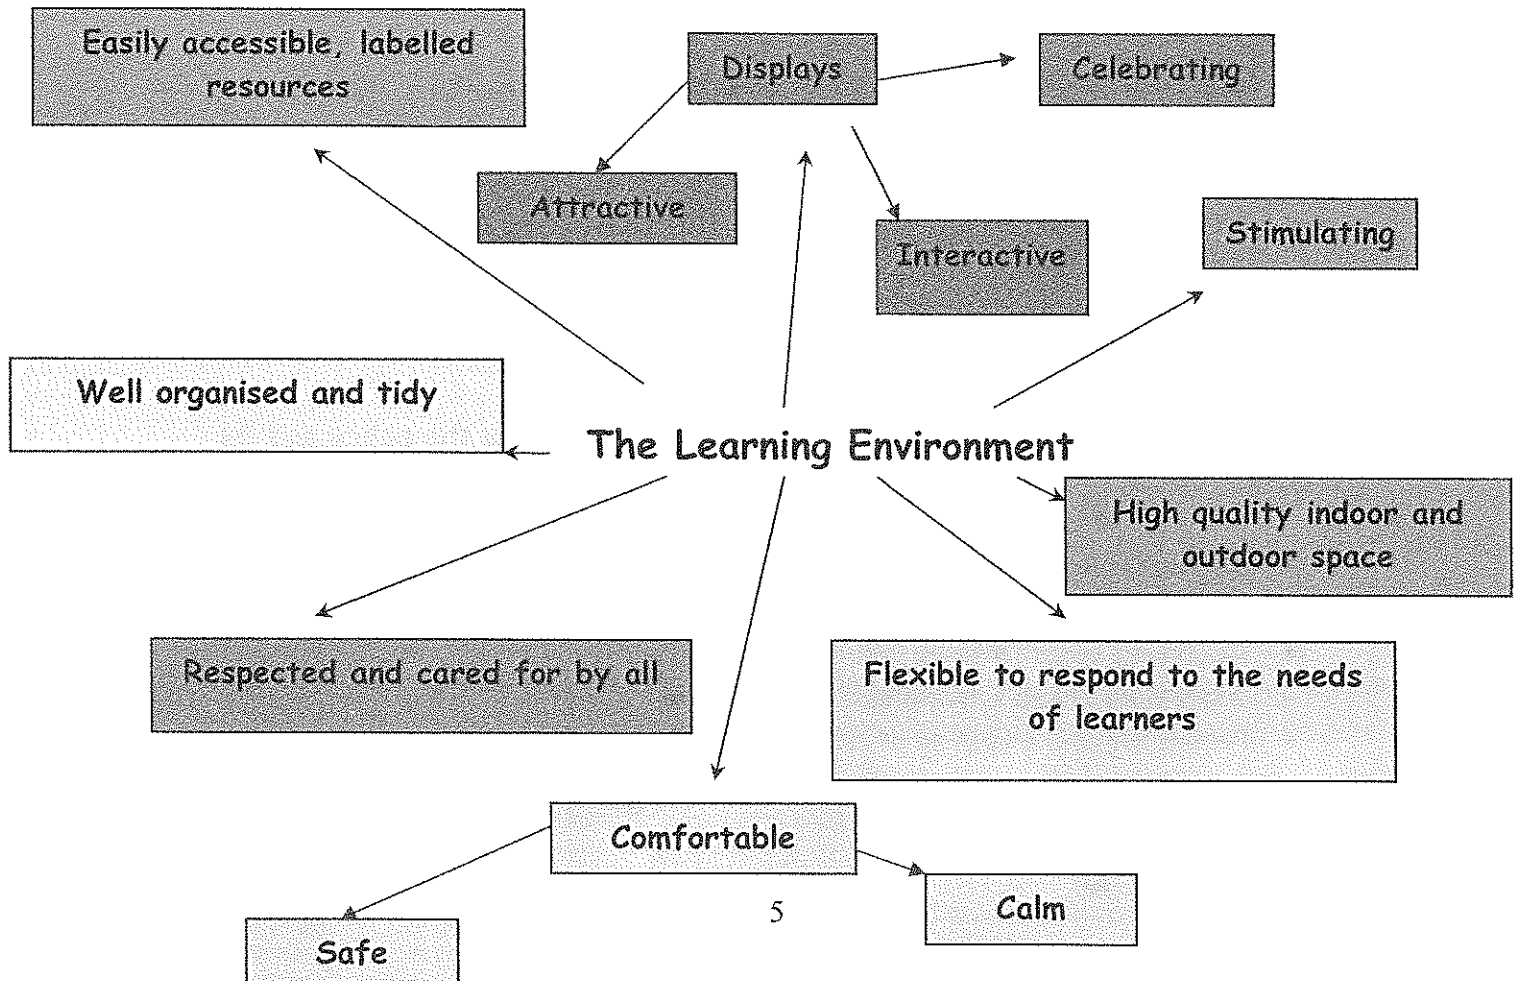 Easily accessible, labelled
resources
Displays
Celebrating
Attractive
Interactive
Stimulating
Well organised and tidy
The Learning Environment
High quality indoor and
outdoor space
Respected and cared for by all
Flexible to respond to the needs
of learners
Comfortable
5
Calm
Safe